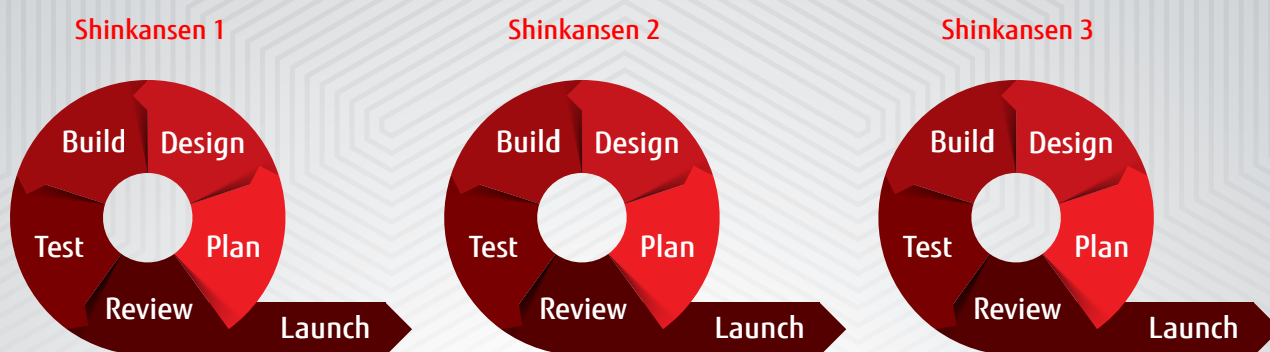 Shinkansen 1
Build
Design
Test
Plan
Review
Launch
Shinkansen 2
Build
Design
Test
Plan
Review
Launch
Shinkansen 3
Build
Design
Test
Plan
Review
Launch